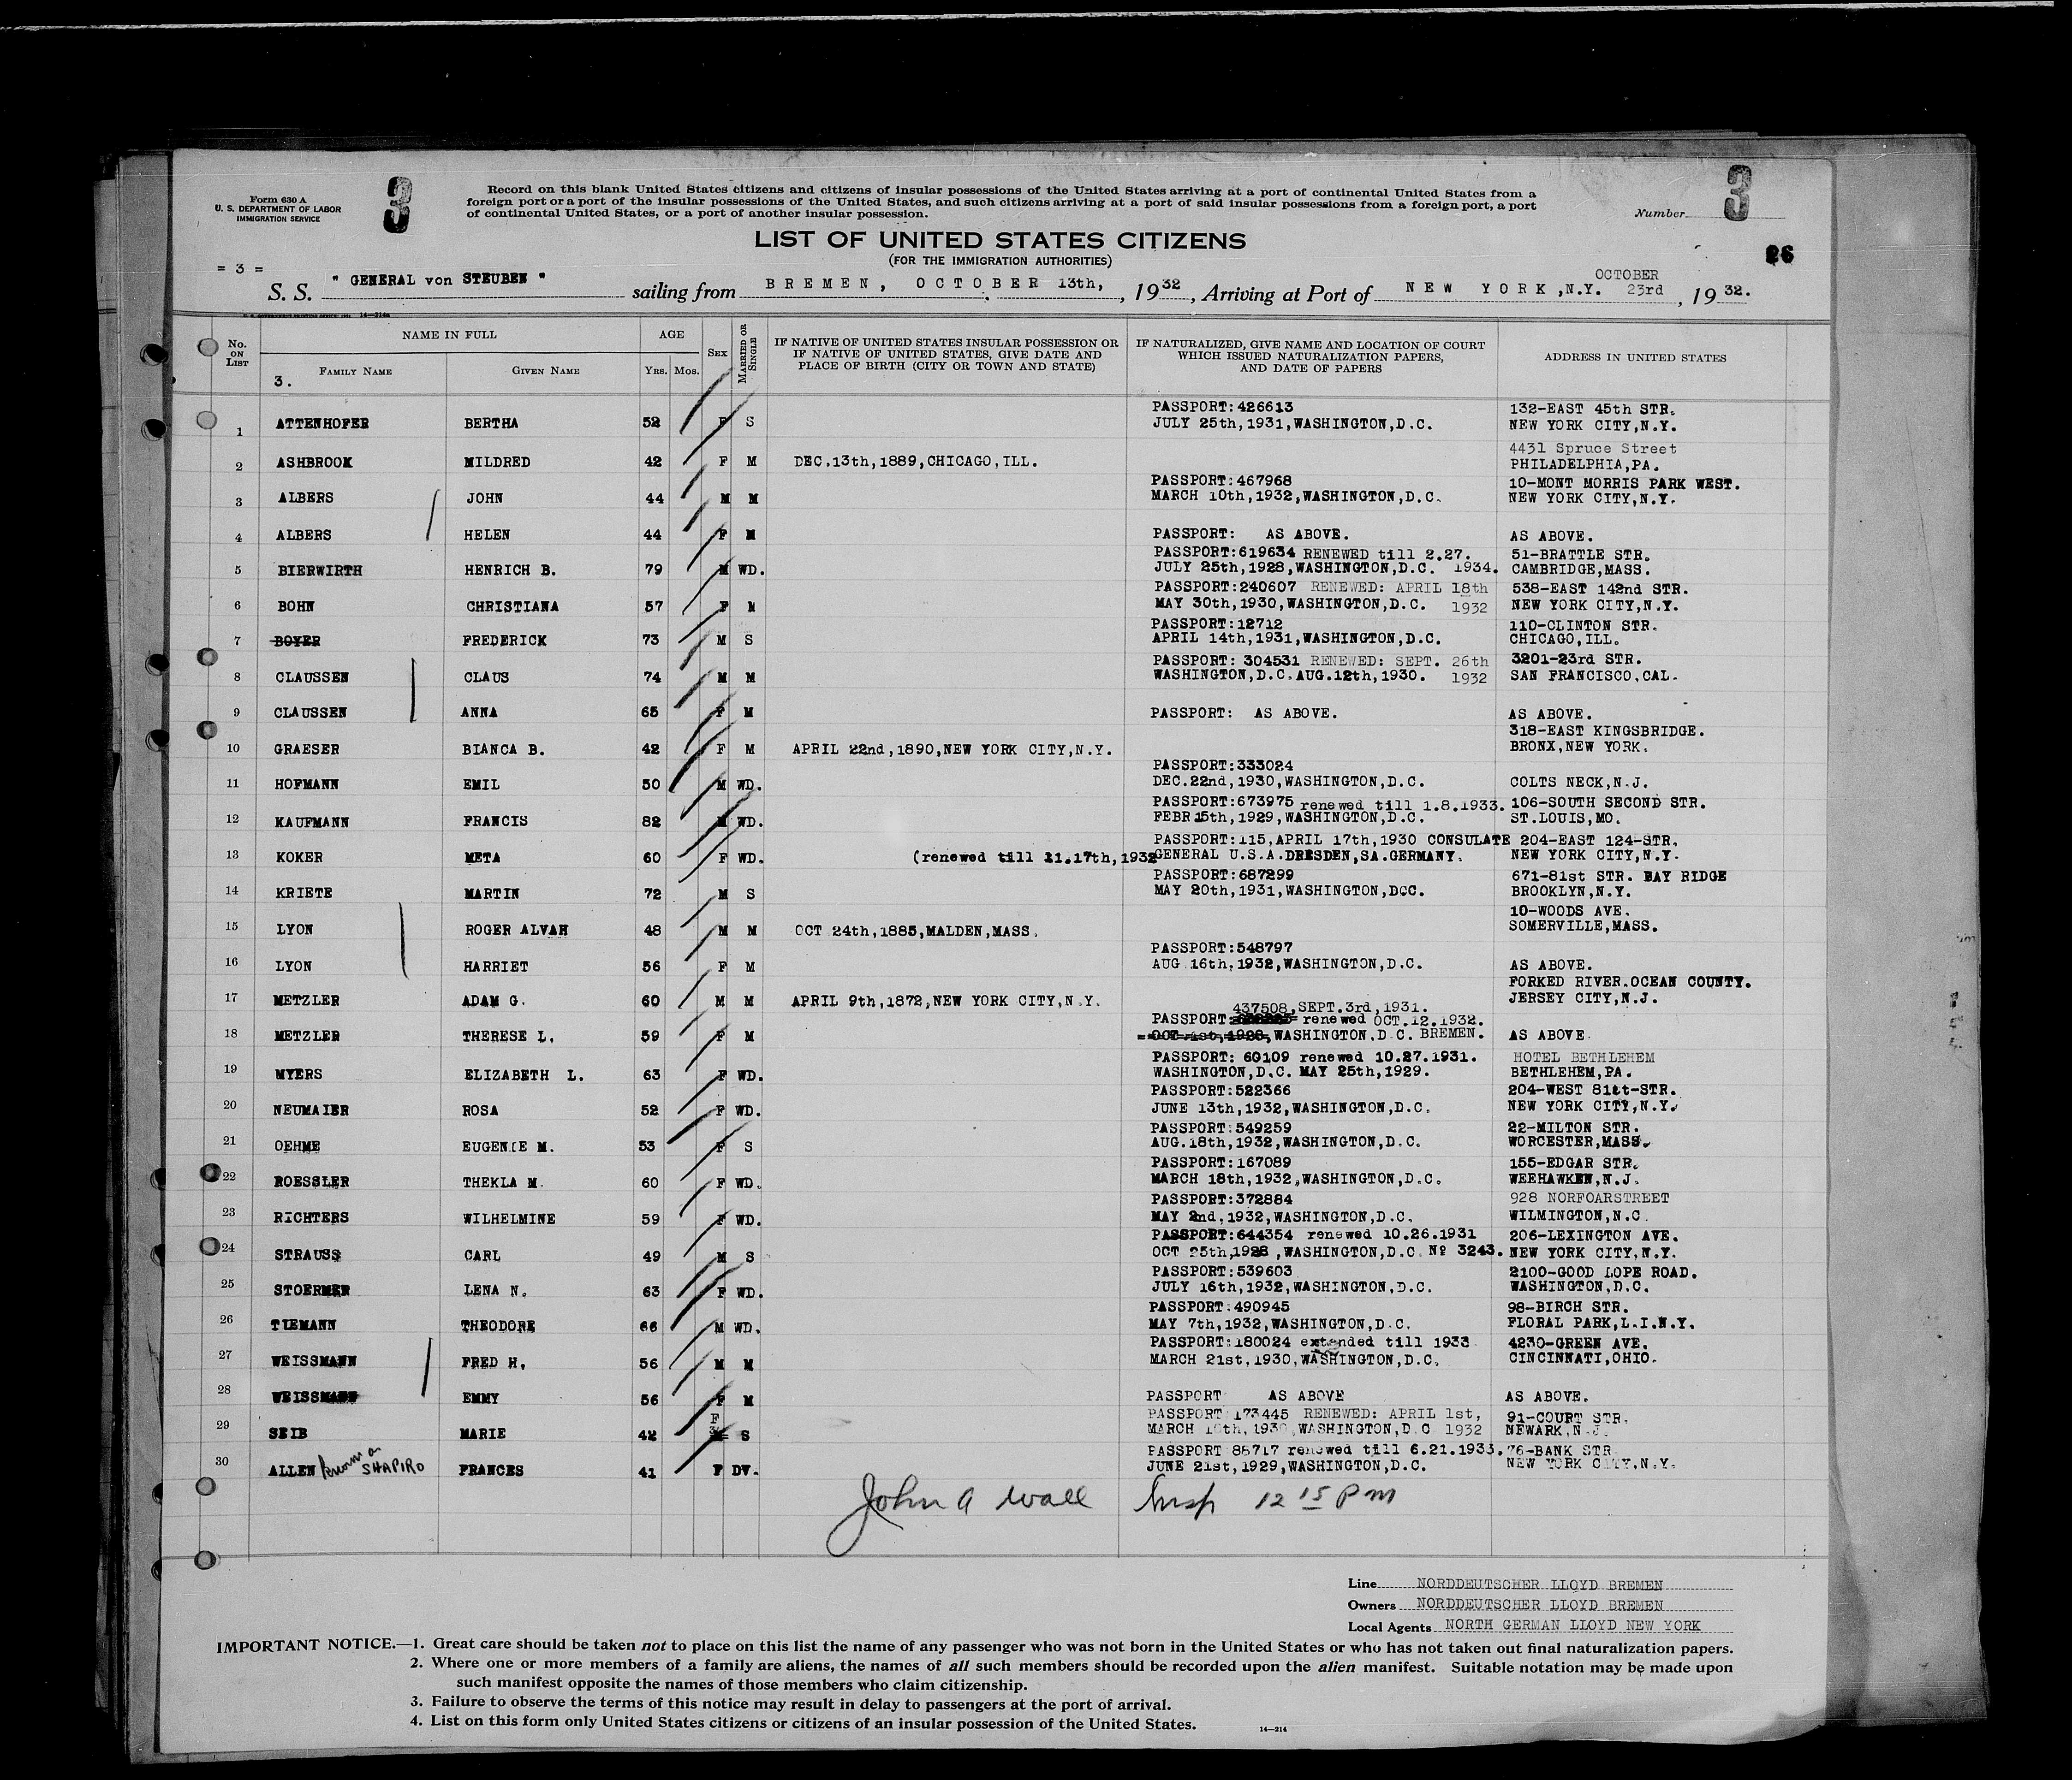 Form 630 A
U. S. DEPARTMENT OF LABOR
IMMIGRATION SERVICE
3
Record on this blank United States citizens and citizens of insular possessions of the United States arriving at a port of continental United States from a
foreign port or a port of the insular possessions of the United States, and such citizens arriving at a port of said insular possessions from a foreign port, a port
of continental United States, or a port of another insular possession.
Number 3
LIST OF UNITED STATES CITIZENS
(FOR THE IMMIGRATION AUTHORITIES)
26
= 3 =
S. S. " GENERAL von STEUBEN " sailing from BREMEN, OCTOBER 13th, , 1932, Arriving at Port of NEW YORK,N.Y. OCTOBER 23rd , 1932.
No. ON LIST NAME IN FULL AGE SEX MARRIED OR SINGLE IF NATIVE OF UNITED STATES INSULAR POSSESSION OR IF NATIVE OF UNITED STATES, GIVE DATE AND PLACE OF BIRTH (CITY OR TOWN AND STATE) IF NATURALIZED, GIVE NAME AND LOCATION OF COURT WHICH ISSUED NATURALIZATION PAPERS, AND DATE OF PAPERS ADDRESS IN UNITED STATES
3. FAMILY NAME GIVEN NAME YRS. MOS.
PASSPORT:426613 132-EAST 45th STR.
1 ATTENHOFER BERTHA 52 F S JULY 25th,1931,WASHINGTON,D.C. NEW YORK CITY,N.Y.
4431 Spruce Street
2 ASHBROOK MILDRED 42 F M DEC.13th,1889,CHICAGO,ILL. PHILADELPHIA,PA.
PASSPORT:467968 10-MONT MORRIS PARK WEST.
3 ALBERS JOHN 44 M M MARCH 10th,1932,WASHINGTON,D.C. NEW YORK CITY,N.Y.
4 ALBERS HELEN 44 F M PASSPORT: AS ABOVE. AS ABOVE.
PASSPORT:619634 RENEWED till 2.27. 51-BRATTLE STR.
5 BIERWIRTH HENRICH B. 79 M WD. JULY 25th,1928,WASHINGTON,D.C. 1934. CAMBRIDGE,MASS.
PASSPORT:240607 RENEWED: APRIL 18th 538-EAST 142nd STR.
6 BOHN CHRISTIANA 57 F M MAY 30th,1930,WASHINGTON,D.C. 1932 NEW YORK CITY,N.Y.
PASSPORT:12712 110-CLINTON STR.
7 BOYER FREDERICK 73 M S APRIL 14th,1931,WASHINGTON,D.C. CHICAGO,ILL.
PASSPORT: 304531 RENEWED: SEPT. 26th 3201-23rd STR.
8 CLAUSSEN CLAUS 74 M M WASHINGTON,D.C.AUG.12th,1930. 1932 SAN FRANCISCO,CAL.
9 CLAUSSEN ANNA 65 F M PASSPORT: AS ABOVE. AS ABOVE.
318-EAST KINGSBRIDGE.
10 GRAESER BIANCA B. 42 F M APRIL 22nd,1890,NEW YORK CITY,N.Y. BRONX,NEW YORK.
PASSPORT:333024
11 HOFMANN EMIL 50 M WD. DEC.22nd,1930,WASHINGTON,D.C. COLTS NECK,N.J.
PASSPORT:673975 renewed till 1.8.1933. 106-SOUTH SECOND STR.
12 KAUFMANN FRANCIS 82 M WD. FEBR 15th,1929,WASHINGTON,D.C. ST.LOUIS,MO.
PASSPORT:115,APRIL 17th,1930 CONSULATE 204-EAST 124-STR.
13 KOKER META 60 F WD. (renewed till 11.17th,1932 GENERAL U.S.A.DRESDEN,SA.GERMANY. NEW YORK CITY,N.Y.
PASSPORT:687299 671-81st STR. BAY RIDGE
14 KRIETE MARTIN 72 M S MAY 20th,1931,WASHINGTON,DCC. BROOKLYN,N.Y.
10-WOODS AVE.
15 LYON ROGER ALVAH 48 M M OCT 24th,1885,MALDEN,MASS. SOMERVILLE,MASS.
PASSPORT:548797
16 LYON HARRIET 56 F M AUG.16th,1932,WASHINGTON,D.C. AS ABOVE.
FORKED RIVER.OCEAN COUNTY.
17 METZLER ADAM G. 60 M M APRIL 9th,1872,NEW YORK CITY,N.Y. JERSEY CITY,N.J.
437508,SEPT.3rd,1931.
PASSPORT: renewed OCT.12.1932.
18 METZLER THERESE L. 59 F M OCT 1st,1928,WASHINGTON,D.C. BREMEN. AS ABOVE.
PASSPORT: 60109 renewed 10.27.1931. HOTEL BETHLEHEM
19 MYERS ELIZABETH L. 63 F WD. WASHINGTON,D.C. MAY 25th,1929. BETHLEHEM,PA.
PASSPORT:522366 204-WEST 81tt-STR.
20 NEUMAIER ROSA 52 F WD. JUNE 13th,1932,WASHINGTON,D.C. NEW YORK CITY,N.Y.
PASSPORT:549259 22-MILTON STR.
21 OEHME EUGENIE M. 53 F S AUG.18th,1932,WASHINGTON,D.C. WORCESTER,MASS.
PASSPORT:167089 155-EDGAR STR.
22 ROESSLER THEKLA M. 60 F WD. MARCH 18th,1932,WASHINGTON,D.C. WEEHAWKEN,N.J.
PASSPORT:372884 928 NORFOARSTREET
23 RICHTERS WILHELMINE 59 F WD. MAY 2nd,1932,WASHINGTON,D.C. WILMINGTON,N.C.
PASSPORT:644354 renewed 10.26.1931 206-LEXINGTON AVE.
24 STRAUSS CARL 49 M S OCT 25th,1928,WASHINGTON,D.C. Nº 3243. NEW YORK CITY,N.Y.
PASSPORT:539603 2100-GOOD LOPE ROAD.
25 STOERMER LENA N. 63 F WD. JULY 16th,1932,WASHINGTON,D.C. WASHINGTON,D.C.
PASSPORT:490945 98-BIRCH STR.
26 TIEMANN THEODORE 66 M WD. MAY 7th,1932,WASHINGTON,D.C. FLORAL PARK,L.I.N.Y.
PASSPORT:180024 extended till 1933 4230-GREEN AVE.
27 WEISSMANN FRED H. 56 M M MARCH 21st,1930,WASHINGTON,D.C. CINCINNATI,OHIO.
28 WEISSMANN EMMY 56 F M PASSPORT AS ABOVE AS ABOVE.
PASSPORT 173445 RENEWED: APRIL 1st, 91-COURT STR.
29 SEIB MARIE 42 F S MARCH WASHINGTON,D.C 1932 NEWARK,N.J.
PASSPORT 88717 renewed till 6.21.1933. 76-BANK STR
30 ALLEN known as SHAPIRO FRANCES 41 F DV. JUNE 21st,1929,WASHINGTON,D.C. NEW YORK CITY,N.Y.
John A Wall Insp 12 15 PM
Line NORDDEUTSCHER LLOYD BREMEN
Owners NORDDEUTSCHER LLOYD BREMEN
Local Agents NORTH GERMAN LLOYD NEW YORK
IMPORTANT NOTICE.—1. Great care should be taken not to place on this list the name of any passenger who was not born in the United States or who has not taken out final naturalization papers.
2. Where one or more members of a family are aliens, the names of all such members should be recorded upon the alien manifest. Suitable notation may be made upon
such manifest opposite the names of those members who claim citizenship.
3. Failure to observe the terms of this notice may result in delay to passengers at the port of arrival.
4. List on this form only United States citizens or citizens of an insular possession of the United States.
14—214